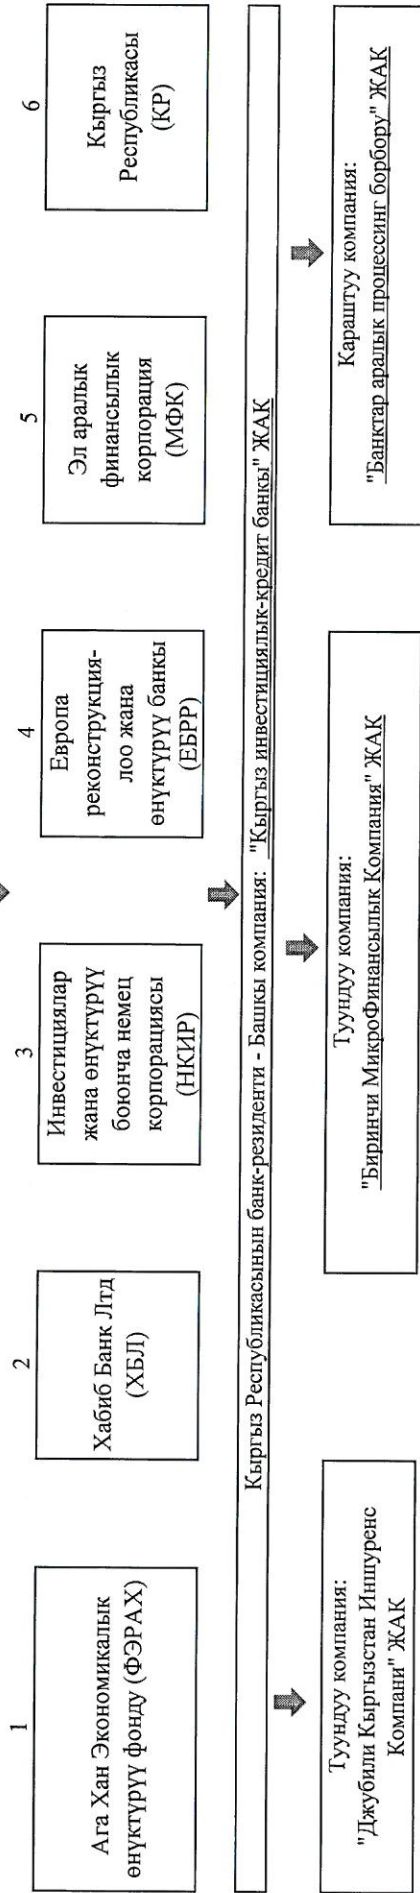 1
Ага Хан Экономикалык
өнүктүрүү фонду (ФЭРАХ)
2
Хабиб Банк Лтд
(ХБЛ)
3
Инвестициялар
жана өнүктүрүү
боюнча немец
корпорациясы
(НКИР)
4
Европа
реконструкция-
лоо жана
өнүктүрүү банкы
(ЕБРР)
5
Эл аралык
финансылык
корпорация
(МФК)
6
Кыргыз
Республикасы
(КР)
Кыргыз Республикасынын банк-резиденти - Башкы компания: "Кыргыз инвестициялык-кредит банкы" ЖАК
Туундуу компания:
"Джубили Кыргызстан Иншуренс
Компани" ЖАК
Туундуу компания:
"Биринчи МикроФинансылык Компания" ЖАК
Караштуу компания:
"Банктар аралык процессинг борбору" ЖАК